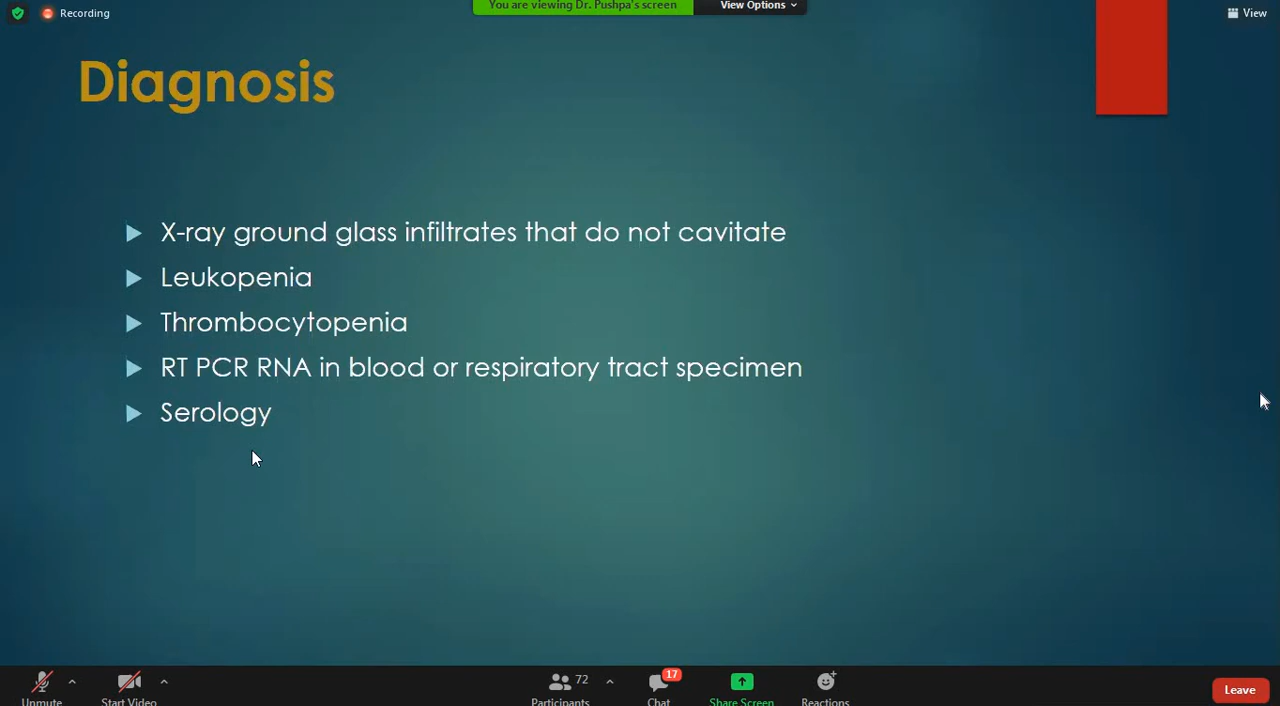 Recording
You are viewing Dr. Pushpa's screen
View Options
View
Diagnosis
X-ray ground glass infiltrates that do not cavitate
Leukopenia
Thrombocytopenia
RT PCR RNA in blood or respiratory tract specimen
Serology
72
17
Unmute
Start Video
Participants
Chat
Share Screen
Reactions
Leave